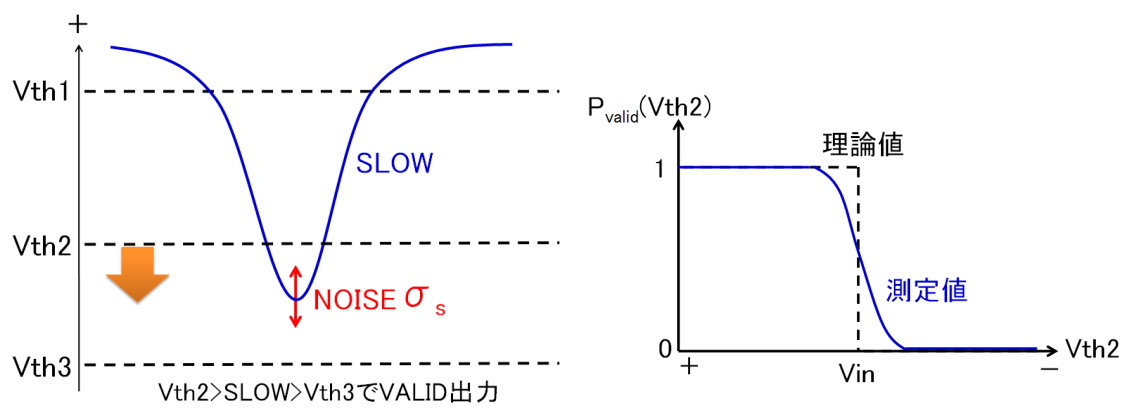 +
Vth1
SLOW
Vth2
NOISE σs
Vth3
Vth2>SLOW>Vth3でVALID出力
Pvalid(Vth2)
理論値
1
測定値
0
Vth2
+
Vin
−